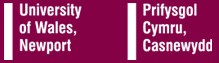 University
of Wales,
Newport
Prifysgol
Cymru,
Casnewydd